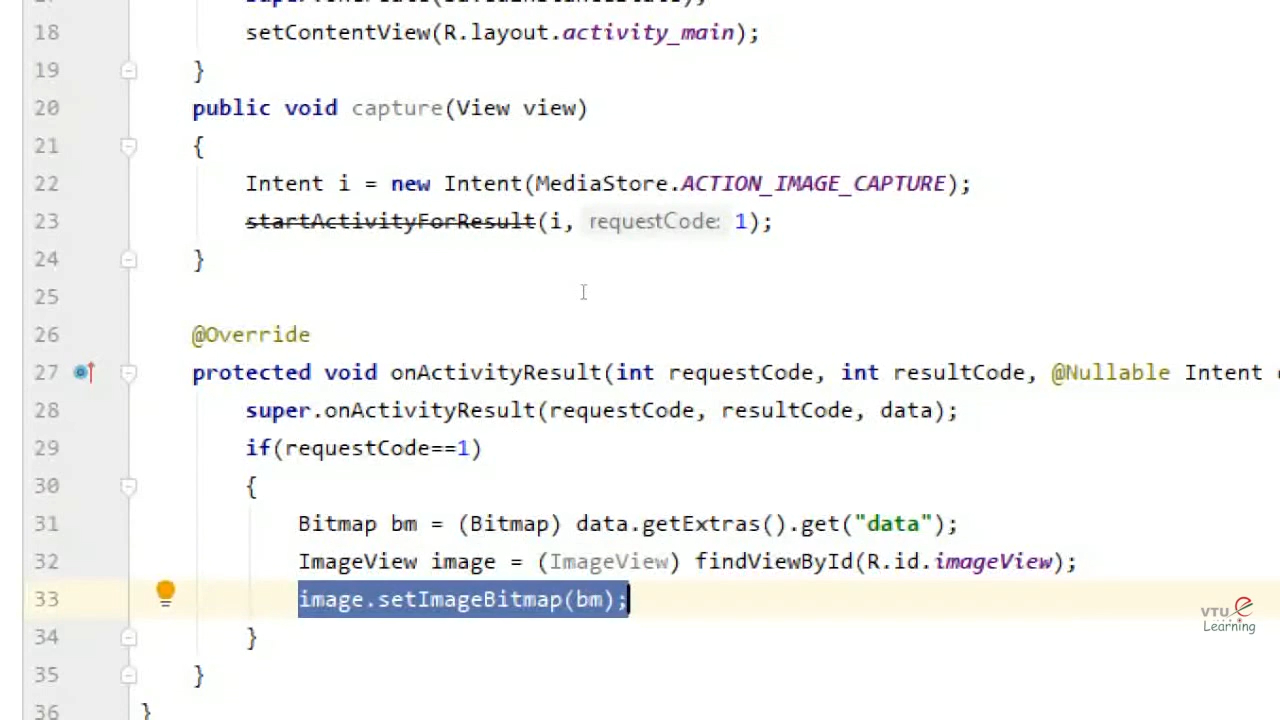 18 setContentView(R.layout.activity_main);
19 }
20 public void capture(View view)
21 {
22 Intent i = new Intent(MediaStore.ACTION_IMAGE_CAPTURE);
23 startActivityForResult(i, requestCode: 1);
24 }
25
26 @Override
27 protected void onActivityResult(int requestCode, int resultCode, @Nullable Intent
28 super.onActivityResult(requestCode, resultCode, data);
29 if(requestCode==1)
30 {
31 Bitmap bm = (Bitmap) data.getExtras().get("data");
32 ImageView image = (ImageView) findViewById(R.id.imageView);
33 image.setImageBitmap(bm);
34 }
35 }
36 }
VTU e
Learning